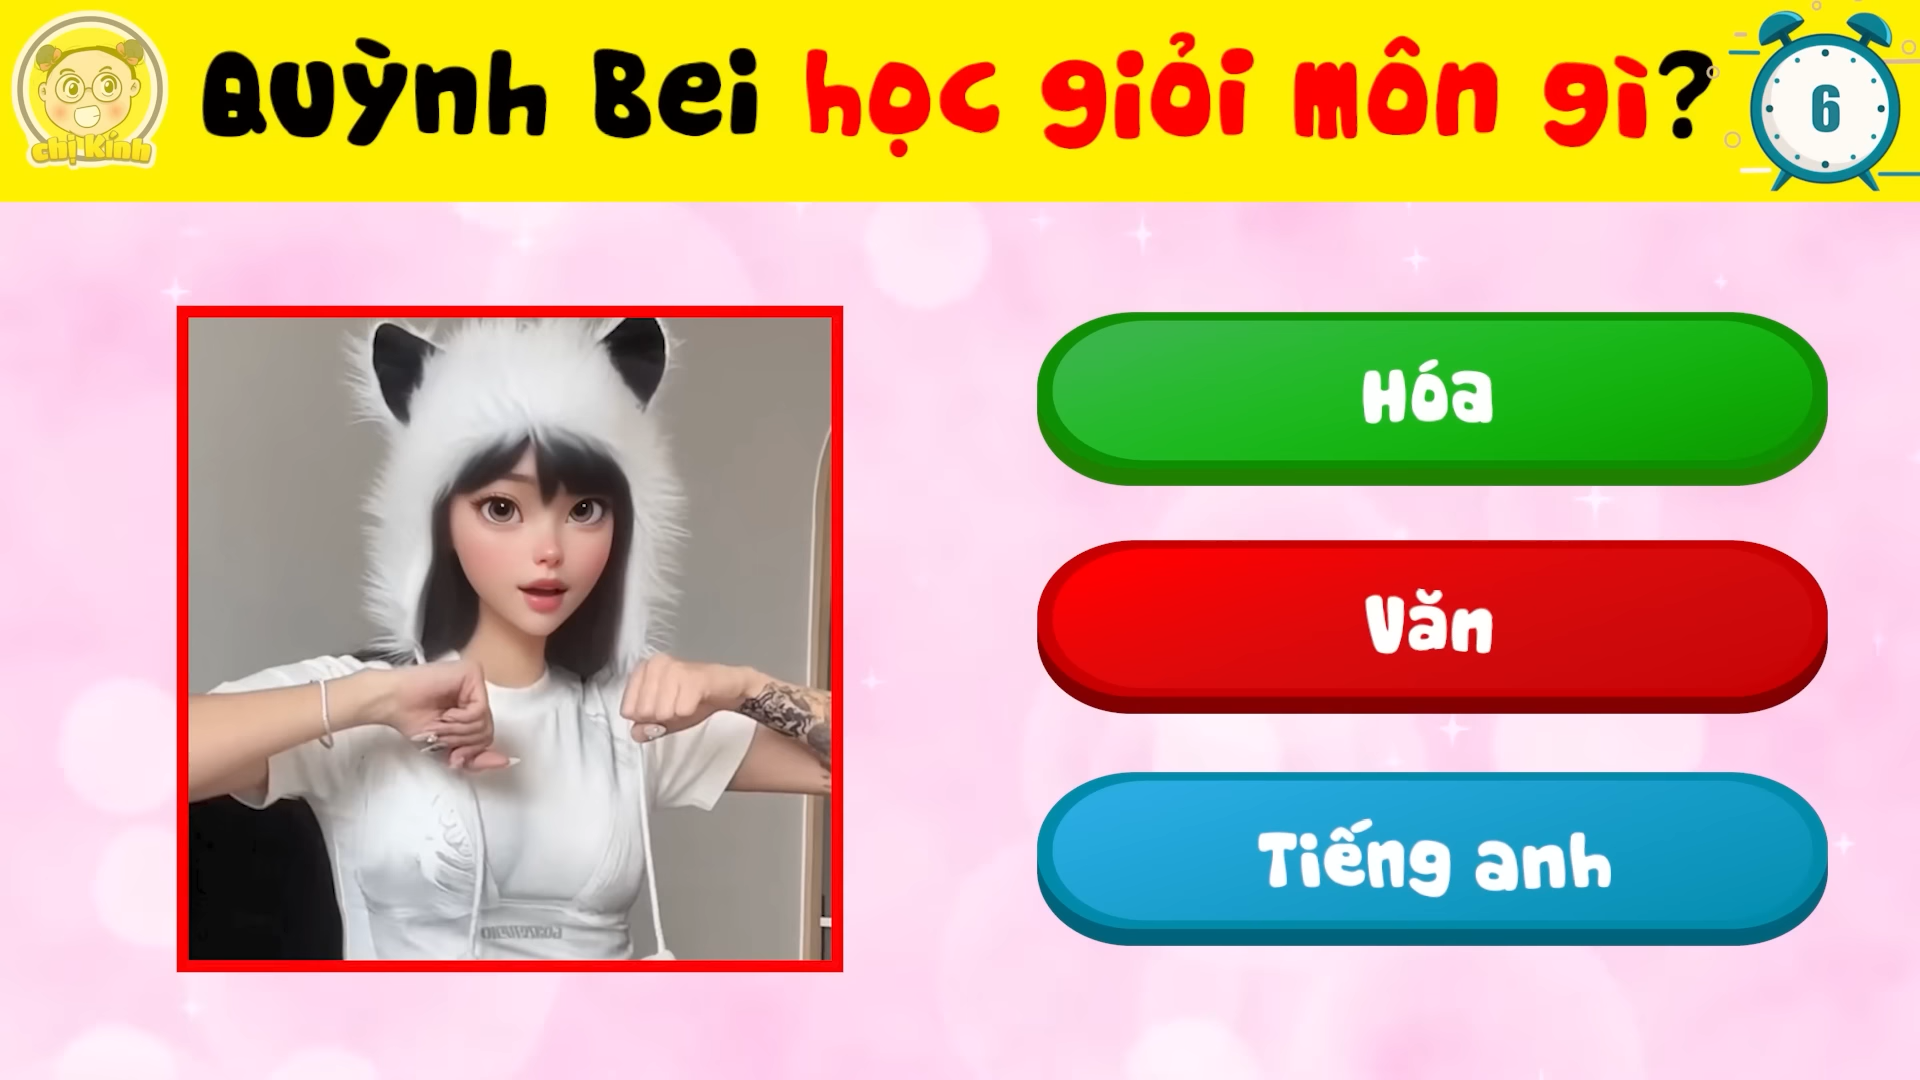 Quỳnh Bei học giỏi môn gì?
6
chị Kính
Hóa
Văn
Tiếng anh